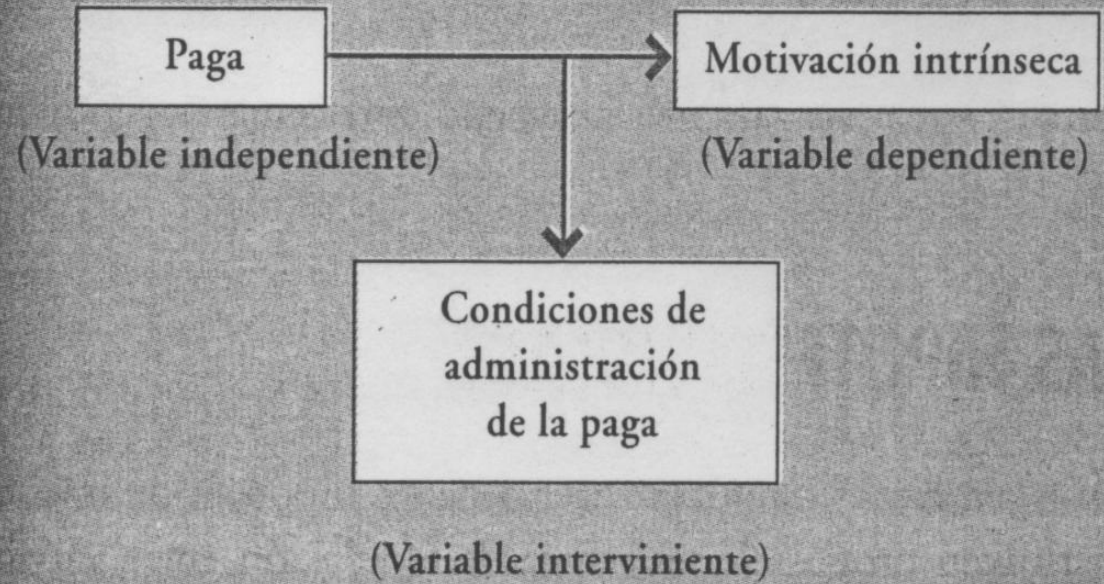 Paga
Motivación intrínseca
(Variable independiente)
(Variable dependiente)
Condiciones de
administración
de la paga
(Variable interviniente)